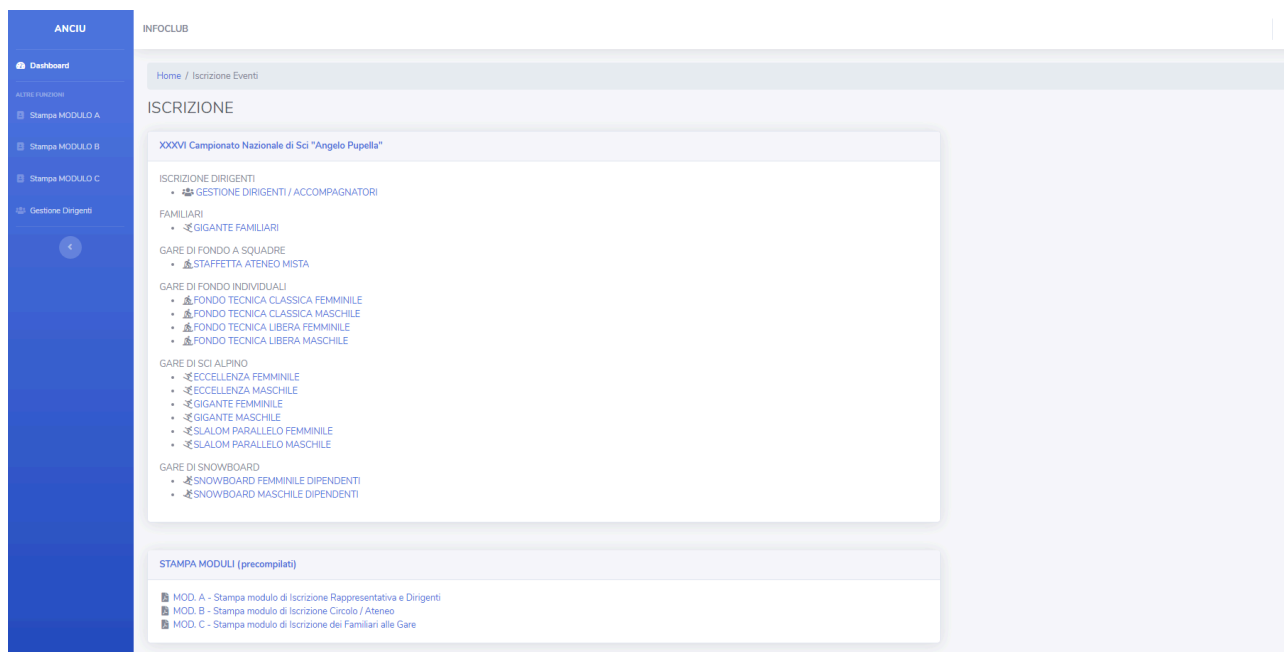 ANCIU
INFOCLUB
Dashboard
Home / Iscrizione Eventi
ALTRE FUNZIONI
Stampa MODULO A
Stampa MODULO B
Stampa MODULO C
Gestione Dirigenti
ISCRIZIONE
XXXVI Campionato Nazionale di Sci "Angelo Pupella"
ISCRIZIONE DIRIGENTI
GESTIONE DIRIGENTI / ACCOMPAGNATORI
FAMILIARI
GIGANTE FAMILIARI
GARE DI FONDO A SQUADRE
STAFFETTA ATENEO MISTA
GARE DI FONDO INDIVIDUALI
FONDO TECNICA CLASSICA FEMMINILE
FONDO TECNICA CLASSICA MASCHILE
FONDO TECNICA LIBERA FEMMINILE
FONDO TECNICA LIBERA MASCHILE
GARE DI SCI ALPINO
ECCELLENZA FEMMINILE
ECCELLENZA MASCHILE
GIGANTE FEMMINILE
GIGANTE MASCHILE
SLALOM PARALLELO FEMMINILE
SLALOM PARALLELO MASCHILE
GARE DI SNOWBOARD
SNOWBOARD FEMMINILE DIPENDENTI
SNOWBOARD MASCHILE DIPENDENTI
STAMPA MODULI (precompilati)
MOD. A - Stampa modulo di Iscrizione Rappresentativa e Dirigenti
MOD. B - Stampa modulo di Iscrizione Circolo / Ateneo
MOD. C - Stampa modulo di Iscrizione dei Familiari alle Gare